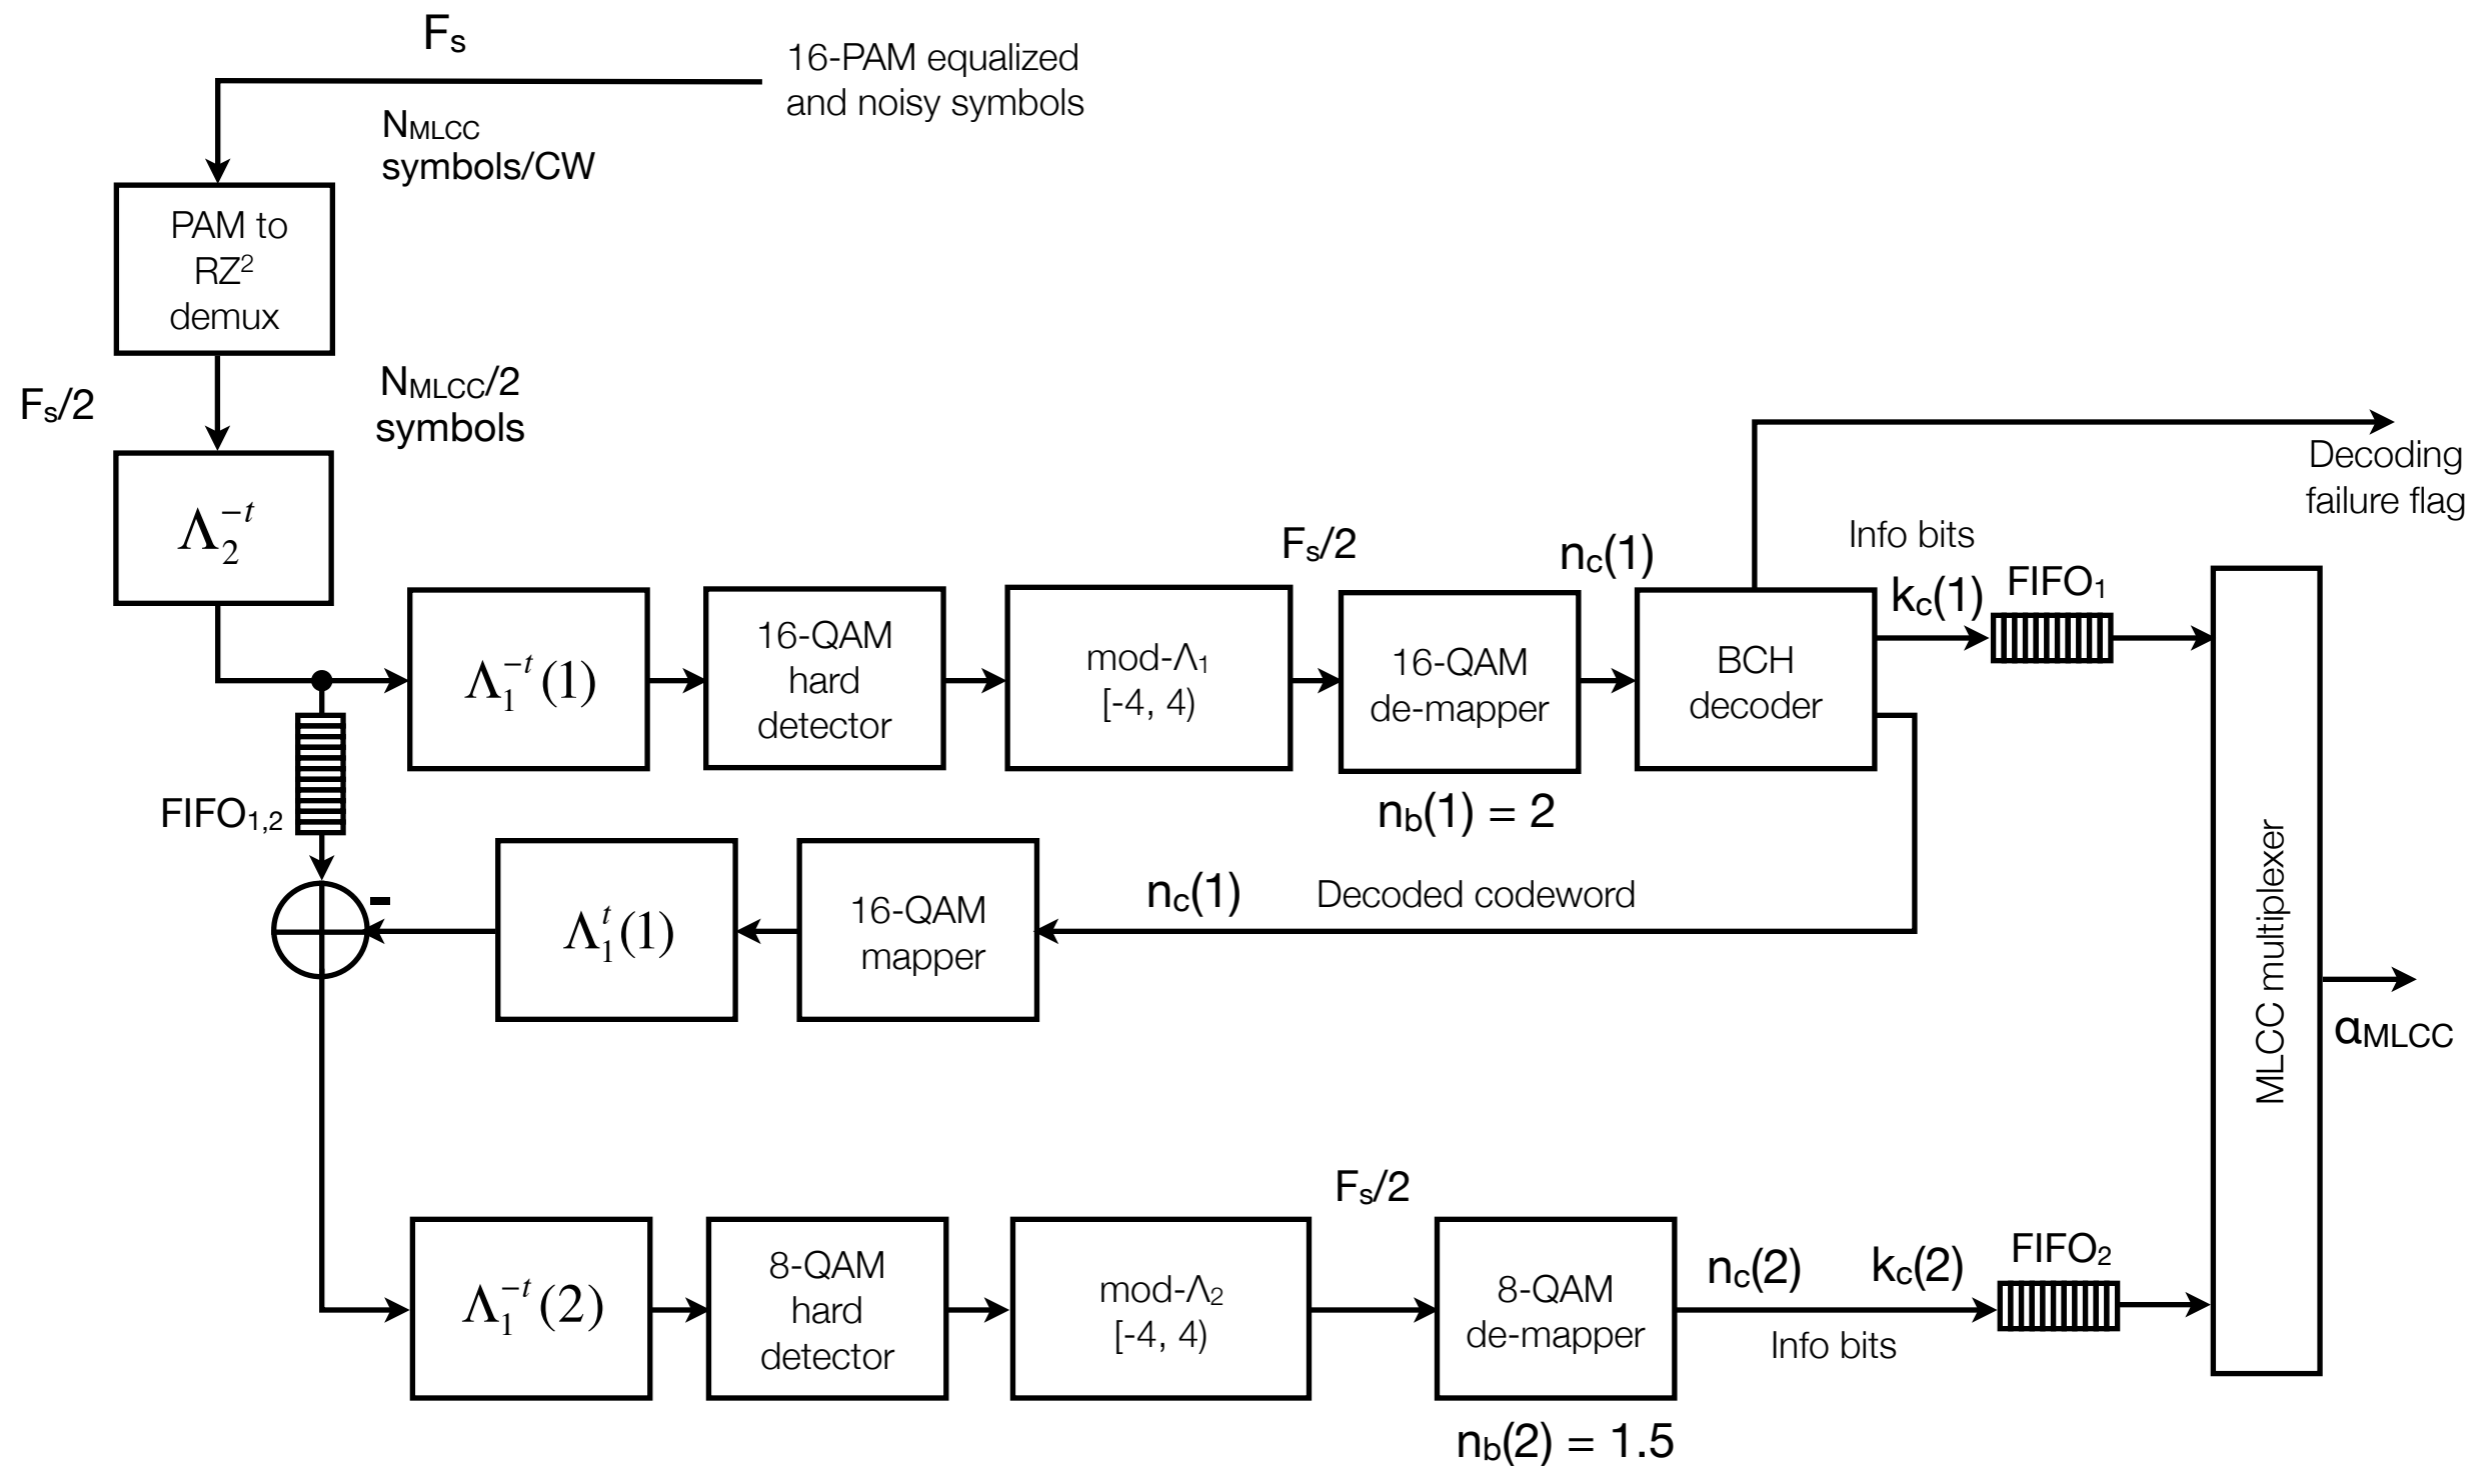 Fs
16-PAM equalized
and noisy symbols
NMLCC
symbols/CW
PAM to
RZ²
demux
Fs/2
NMLCC/2
symbols
Λ₂⁻ᵗ
Decoding
failure flag
Fs/2
nc(1)
Info bits
kc(1)
FIFO₁
Λ₁⁻ᵗ(1)
16-QAM
hard
detector
mod-Λ₁
[-4, 4)
16-QAM
de-mapper
BCH
decoder
nb(1) = 2
FIFO₁,₂
-
Λ₁ᵗ(1)
16-QAM
mapper
nc(1)
Decoded codeword
MLCC multiplexer
αMLCC
Fs/2
Λ₁⁻ᵗ(2)
8-QAM
hard
detector
mod-Λ₂
[-4, 4)
8-QAM
de-mapper
nc(2)
kc(2)
FIFO₂
Info bits
nb(2) = 1.5